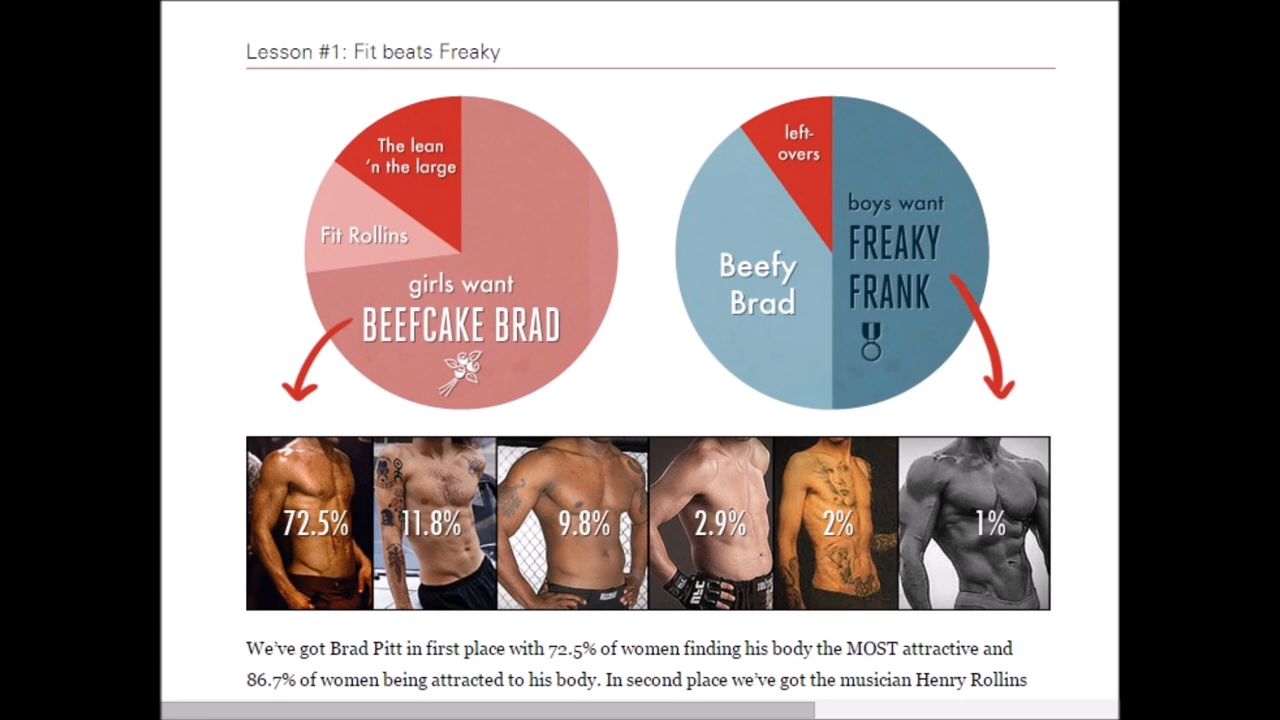 Lesson #1: Fit beats Freaky
The lean
'n the large
Fit Rollins
girls want
BEEFCAKE BRAD
left-
overs
Beefy
Brad
boys want
FREAKY
FRANK
72.5%
11.8%
9.8%
2.9%
2%
1%
We've got Brad Pitt in first place with 72.5% of women finding his body the MOST attractive and
86.7% of women being attracted to his body. In second place we've got the musician Henry Rollins